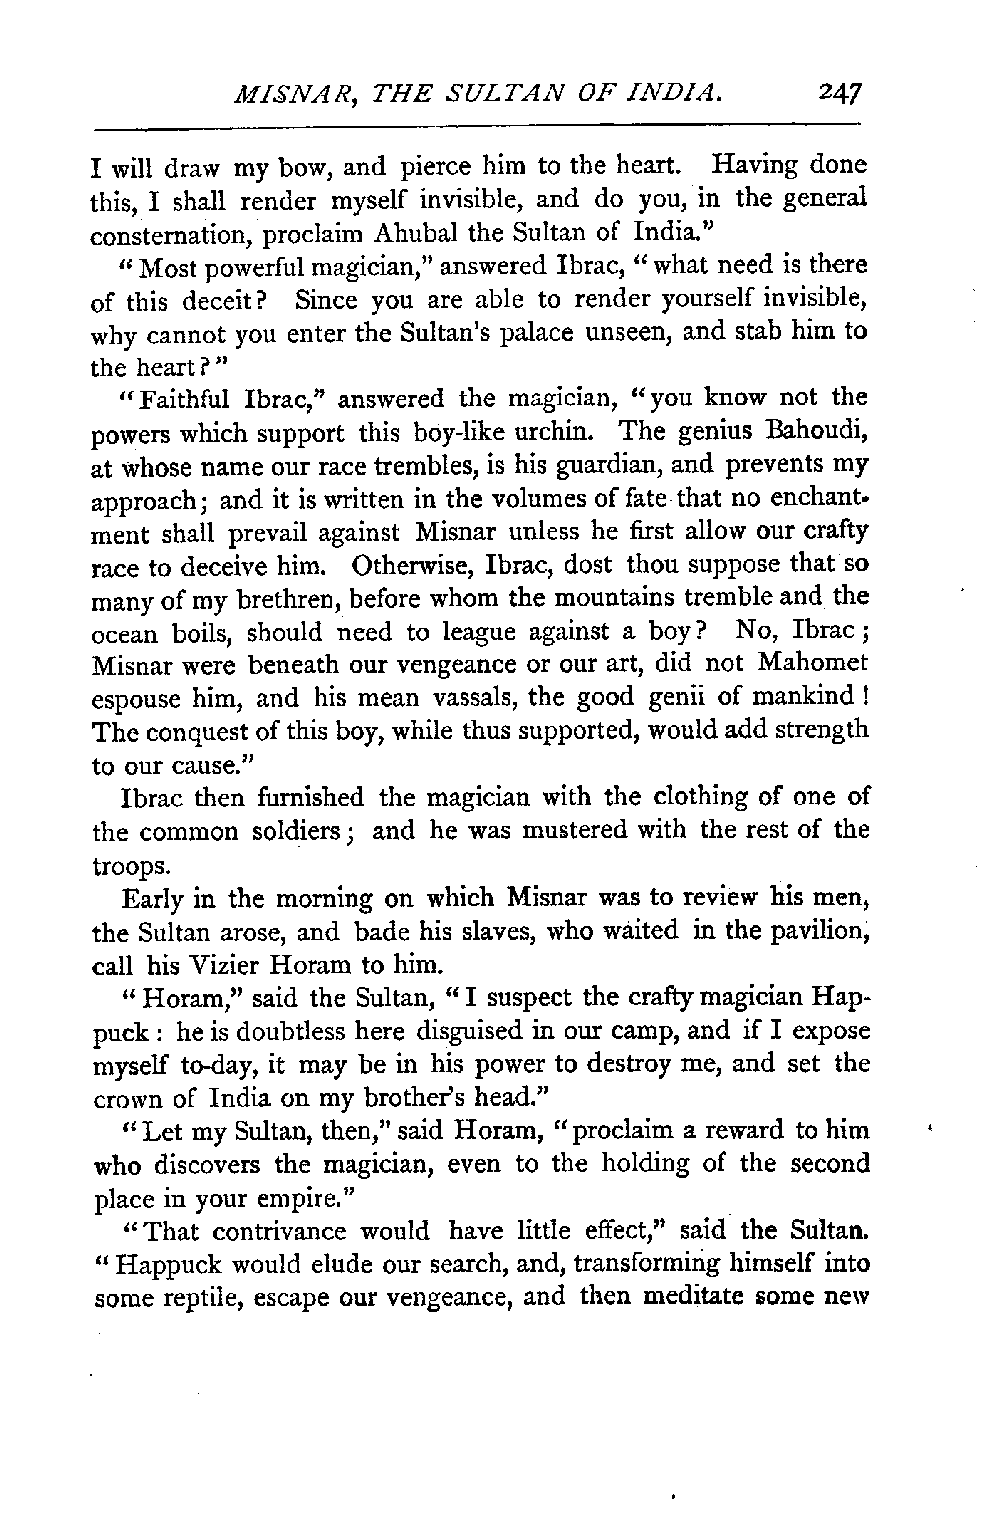 MISNAR, THE SULTAN OF INDIA. 247
I will draw my bow, and pierce him to the heart. Having done
this, I shall render myself invisible, and do you, in the general
consternation, proclaim Ahubal the Sultan of India."
"Most powerful magician," answered Ibrac, "what need is there
of this deceit? Since you are able to render yourself invisible,
why cannot you enter the Sultan's palace unseen, and stab him to
the heart?"
"Faithful Ibrac," answered the magician, "you know not the
powers which support this boy-like urchin. The genius Bahoudi,
at whose name our race trembles, is his guardian, and prevents my
approach; and it is written in the volumes of fate that no enchant-
ment shall prevail against Misnar unless he first allow our crafty
race to deceive him. Otherwise, Ibrac, dost thou suppose that so
many of my brethren, before whom the mountains tremble and the
ocean boils, should need to league against a boy? No, Ibrac;
Misnar were beneath our vengeance or our art, did not Mahomet
espouse him, and his mean vassals, the good genii of mankind!
The conquest of this boy, while thus supported, would add strength
to our cause."
Ibrac then furnished the magician with the clothing of one of
the common soldiers; and he was mustered with the rest of the
troops.
Early in the morning on which Misnar was to review his men,
the Sultan arose, and bade his slaves, who waited in the pavilion,
call his Vizier Horam to him.
"Horam," said the Sultan, "I suspect the crafty magician Hap-
puck: he is doubtless here disguised in our camp, and if I expose
myself to-day, it may be in his power to destroy me, and set the
crown of India on my brother's head."
"Let my Sultan, then," said Horam, "proclaim a reward to him
who discovers the magician, even to the holding of the second
place in your empire."
"That contrivance would have little effect," said the Sultan.
"Happuck would elude our search, and, transforming himself into
some reptile, escape our vengeance, and then meditate some new